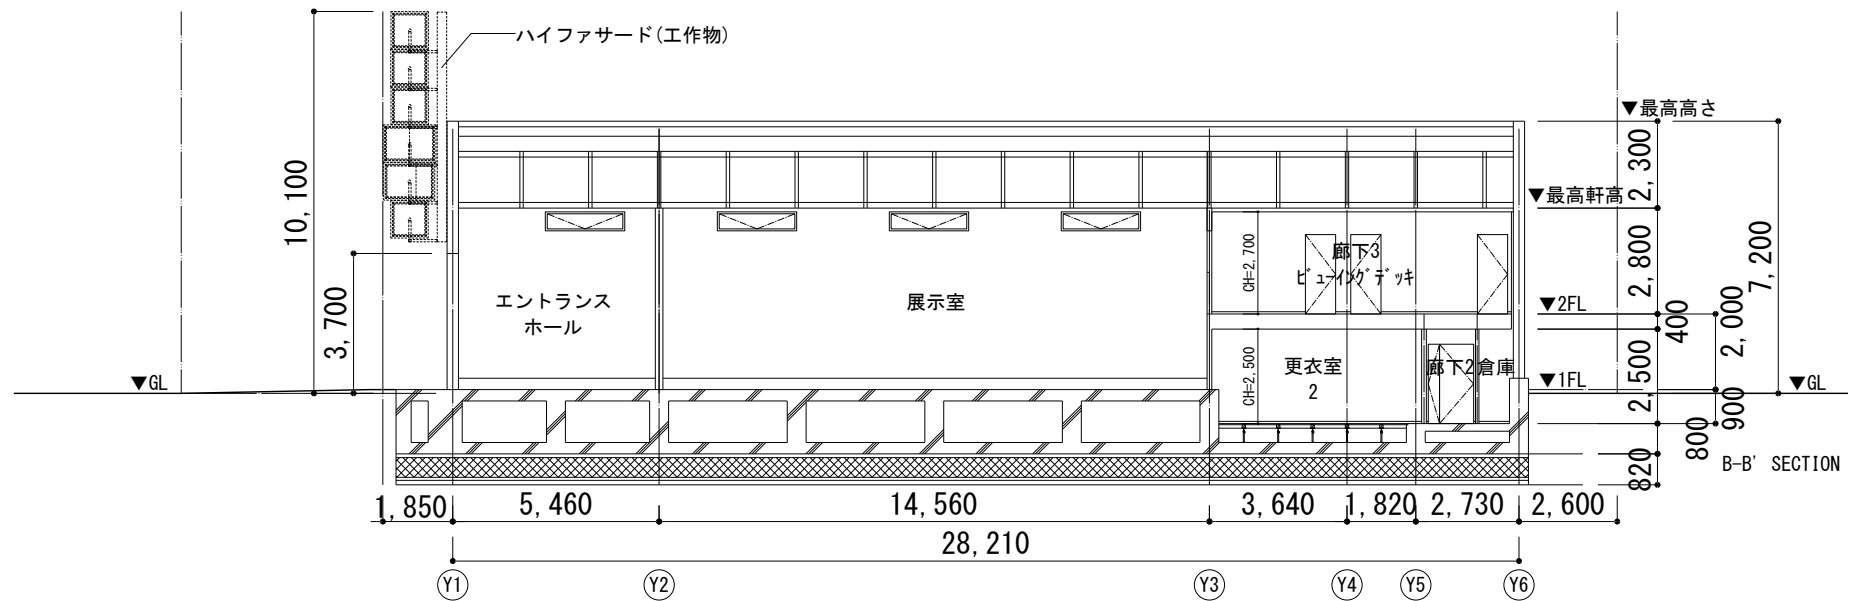 ハイファサード(工作物)
▼最高高さ
10,100
2,300
▼最高軒高
7,200
2,800
CH=2,700
廊下3
ビューイングデッキ
エントランス
ホール
展示室
3,700
▼2FL
400
2,000
CH=2,500
更衣室
2
廊下2
倉庫
2,500
▼GL
▼1FL
▼GL
900
800
820
B-B' SECTION
1,850
5,460
14,560
3,640
1,820
2,730
2,600
28,210
Y1
Y2
Y3
Y4
Y5
Y6